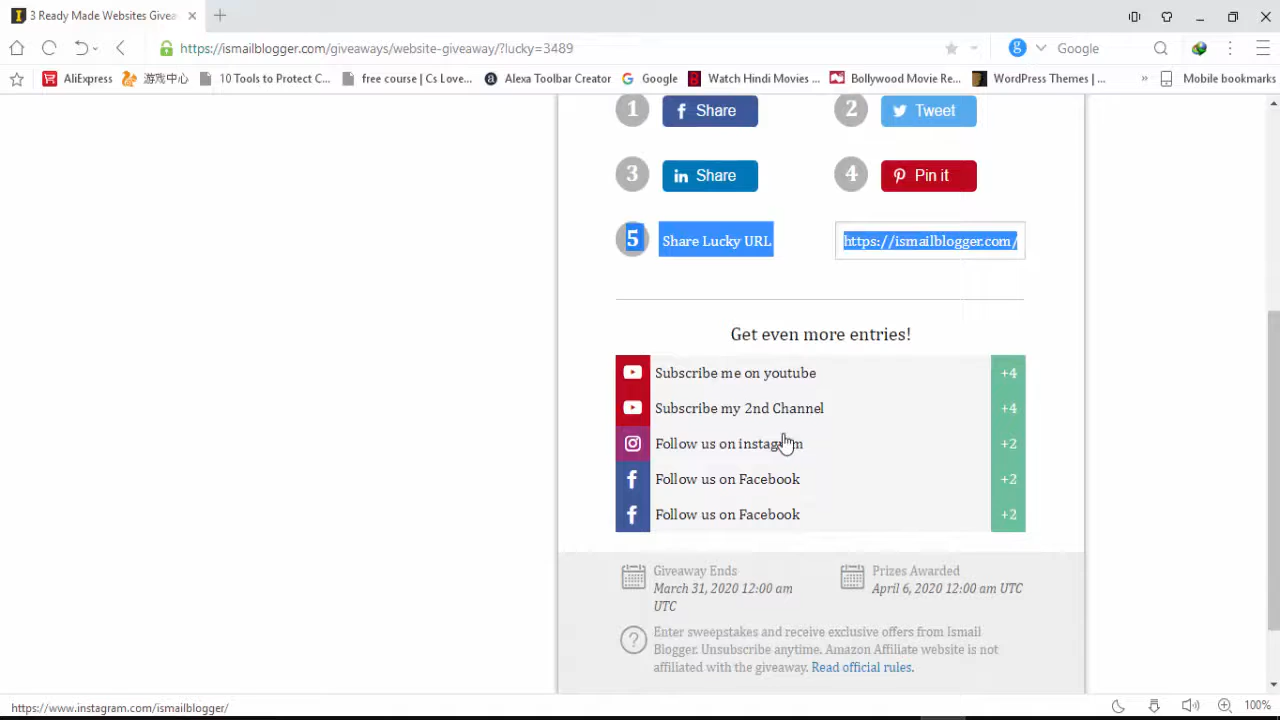 3 Ready Made Websites Givea
https://ismailblogger.com/giveaways/website-giveaway/?lucky=3489
Google
AliExpress
游戏中心
10 Tools to Protect C...
free course | Cs Love...
Alexa Toolbar Creator
Google
Watch Hindi Movies ...
Bollywood Movie Re...
WordPress Themes | ...
Mobile bookmarks
1 Share
2 Tweet
3 Share
4 Pin it
5 Share Lucky URL
https://ismailblogger.com/
Get even more entries!
Subscribe me on youtube +4
Subscribe my 2nd Channel +4
Follow us on instagram +2
Follow us on Facebook +2
Follow us on Facebook +2
Giveaway Ends
March 31, 2020 12:00 am
UTC
Prizes Awarded
April 6, 2020 12:00 am UTC
Enter sweepstakes and receive exclusive offers from Ismail
Blogger. Unsubscribe anytime. Amazon Affiliate website is not
affiliated with the giveaway. Read official rules.
https://www.instagram.com/ismailblogger/
100%